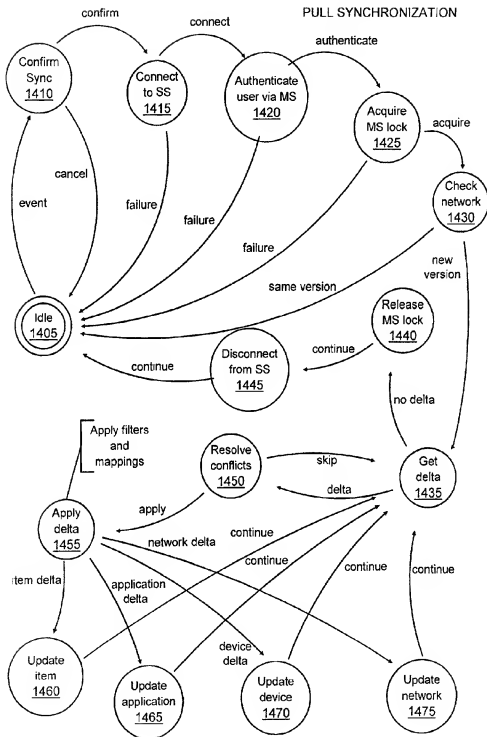 PULL SYNCHRONIZATION
confirm
connect
authenticate
Confirm
Sync
1410
Connect
to SS
1415
Authenticate
user via MS
1420
Acquire
MS lock
1425
acquire
Check
network
1430
event
cancel
failure
failure
failure
same version
new
version
Idle
1405
Release
MS lock
1440
continue
Disconnect
from SS
1445
continue
no delta
Apply filters
and
mappings
Resolve
conflicts
1450
skip
delta
Get
delta
1435
apply
Apply
delta
1455
network delta
continue
continue
continue
continue
item delta
application
delta
device
delta
Update
item
1460
Update
application
1465
Update
device
1470
Update
network
1475